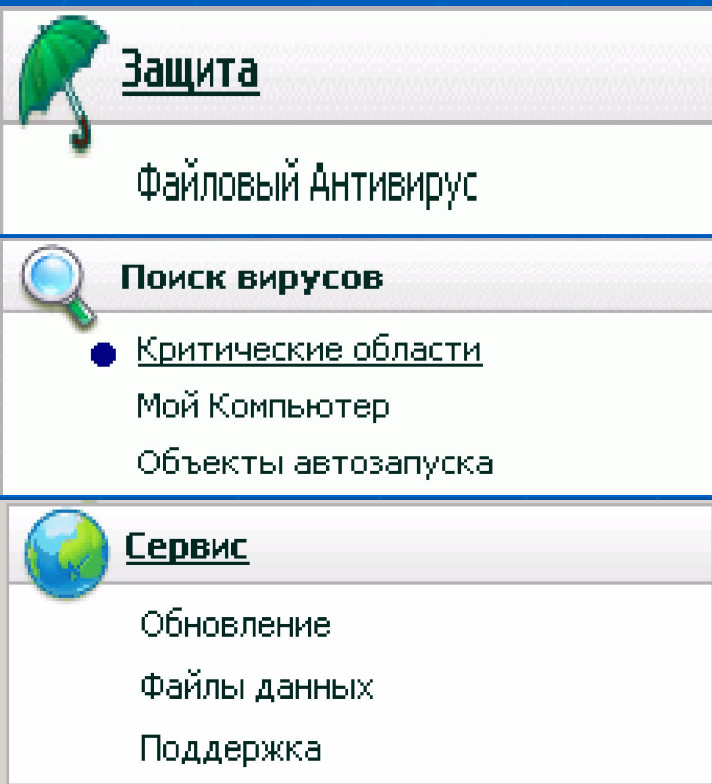 Защита
Файловый Антивирус
Поиск вирусов
Критические области
Мой Компьютер
Объекты автозапуска
Сервис
Обновление
Файлы данных
Поддержка